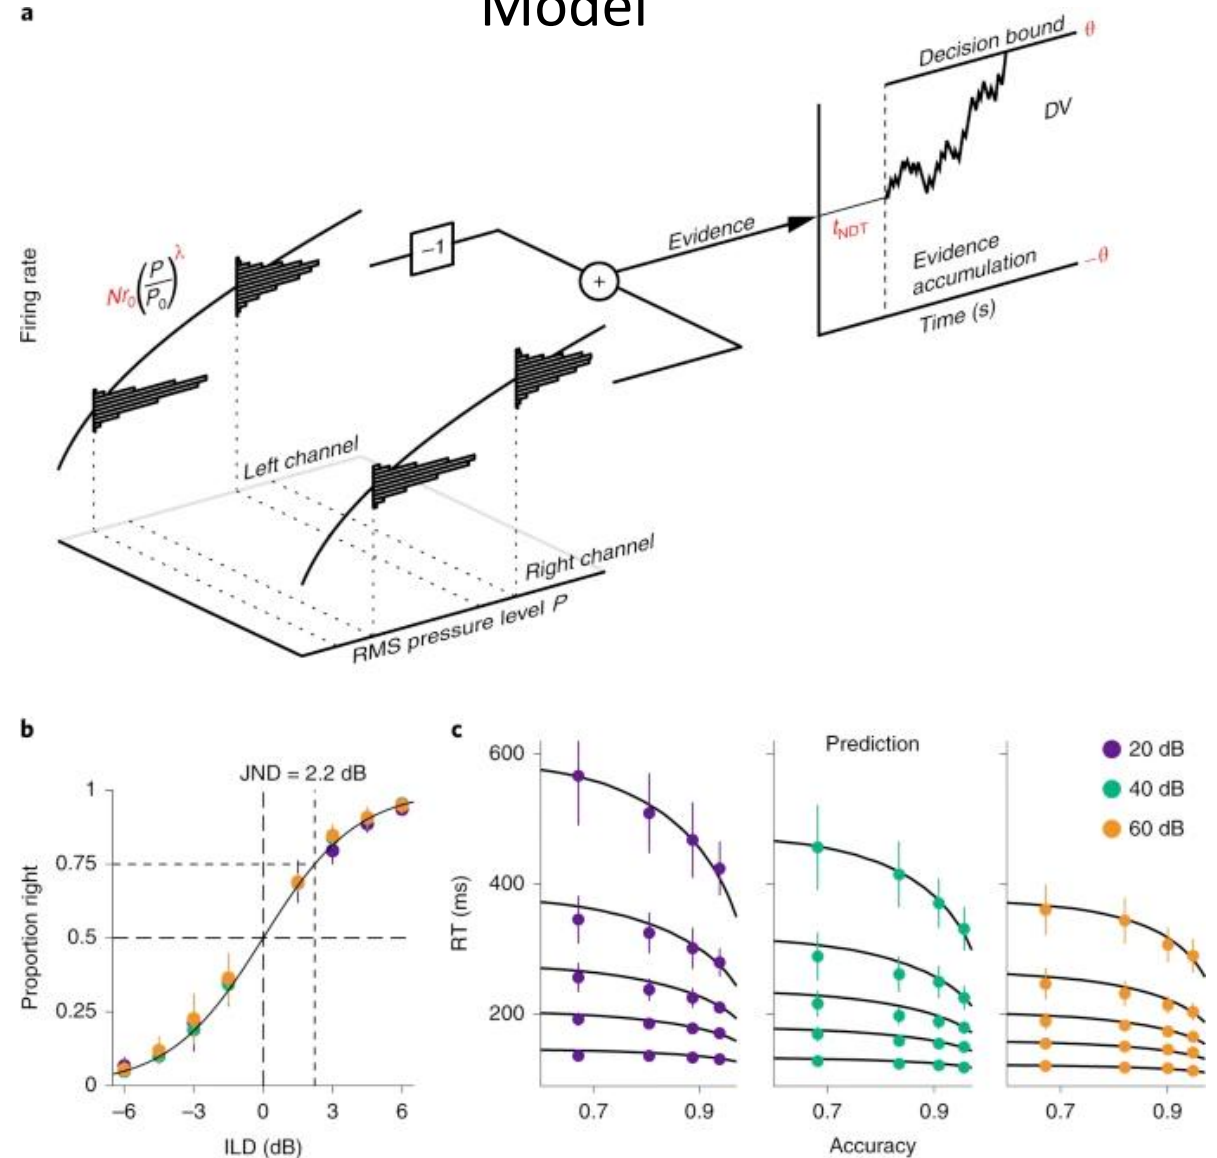 Model
a
Decision bound θ
DV
Evidence
t_NDT
Evidence
accumulation
–θ
Time (s)
–1
+
Firing rate
Nr₀(P/P₀)^λ
Left channel
Right channel
RMS pressure level P
b
JND = 2.2 dB
1
0.75
0.5
0.25
0
–6 –3 0 3 6
Proportion right
ILD (dB)
c
Prediction
20 dB
40 dB
60 dB
600
400
200
RT (ms)
0.7 0.9 0.7 0.9 0.7 0.9
Accuracy